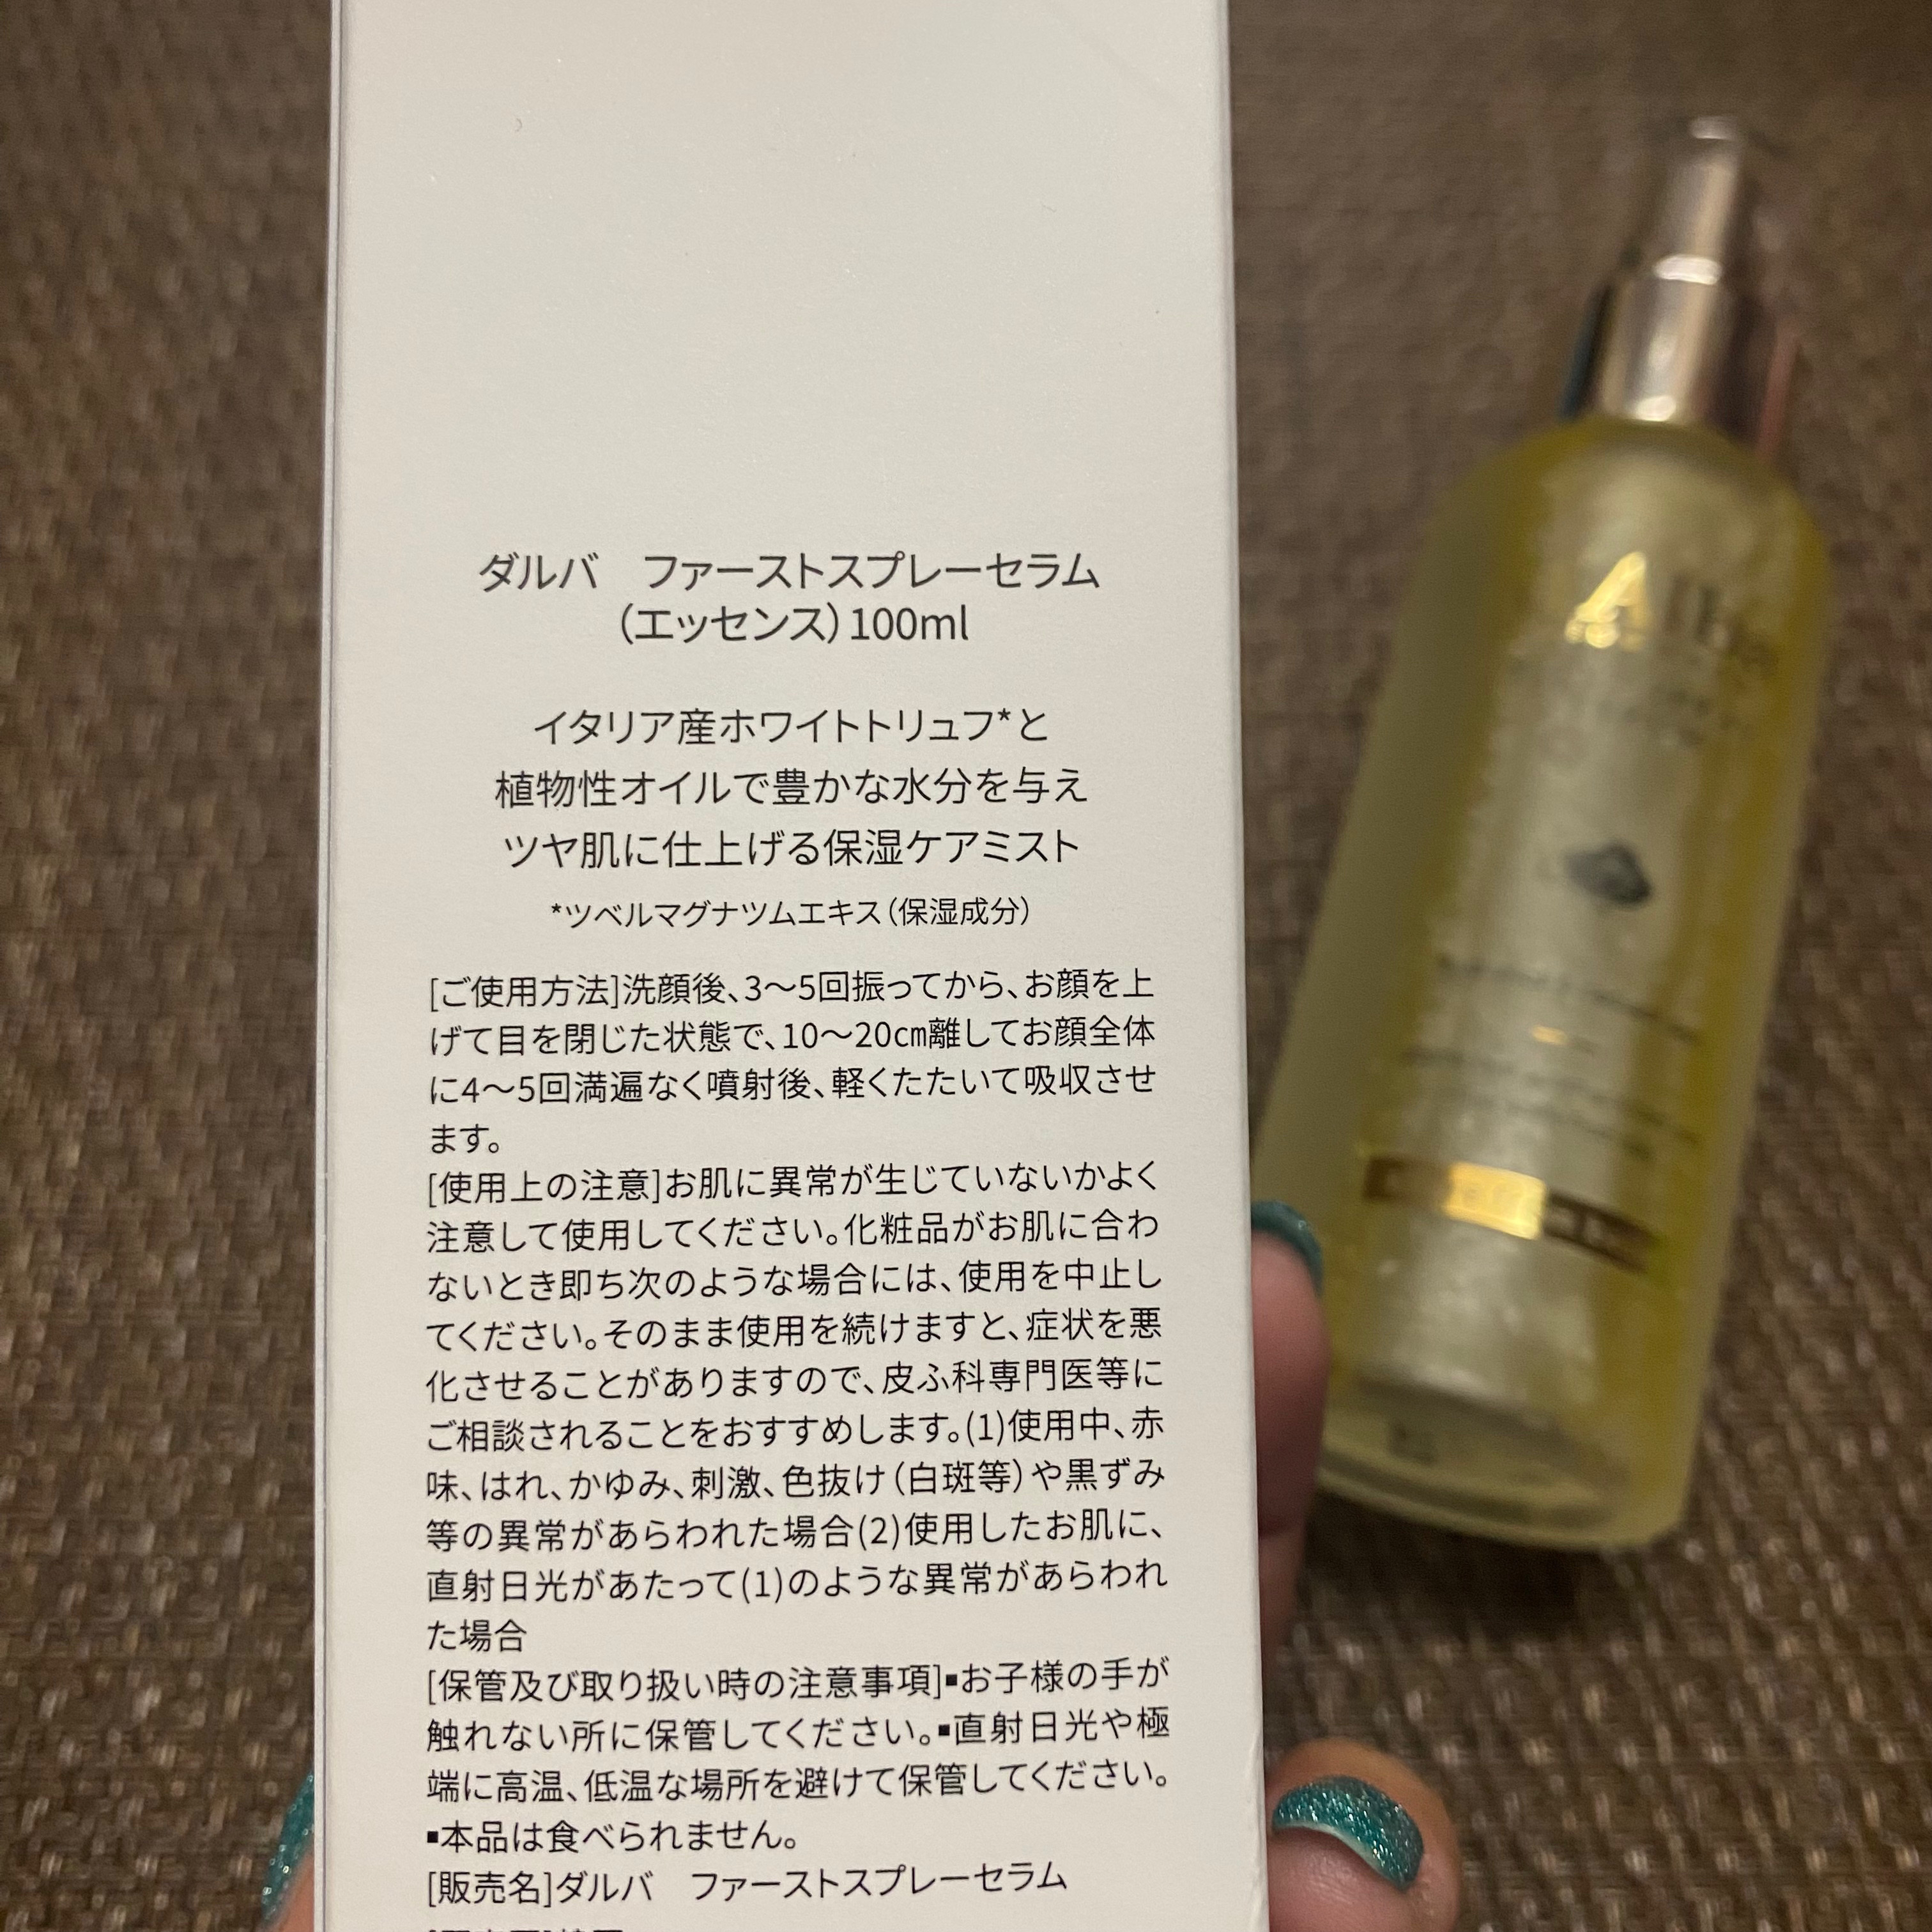 ダルバ　ファーストスプレーセラム
（エッセンス）100ml
イタリア産ホワイトトリュフ*と
植物性オイルで豊かな水分を与え
ツヤ肌に仕上げる保湿ケアミスト
*ツベルマグナツムエキス（保湿成分）
[ご使用方法]洗顔後、3～5回振ってから、お顔を上
げて目を閉じた状態で、10～20㎝離してお顔全体
に4～5回満遍なく噴射後、軽くたたいて吸収させ
ます。
[使用上の注意]お肌に異常が生じていないかよく
注意して使用してください。化粧品がお肌に合わ
ないとき即ち次のような場合には、使用を中止し
てください。そのまま使用を続けますと、症状を悪
化させることがありますので、皮ふ科専門医等に
ご相談されることをおすすめします。(1)使用中、赤
味、はれ、かゆみ、刺激、色抜け（白斑等）や黒ずみ
等の異常があらわれた場合(2)使用したお肌に、
直射日光があたって(1)のような異常があらわれ
た場合
[保管及び取り扱い時の注意事項]▪お子様の手が
触れない所に保管してください。▪直射日光や極
端に高温、低温な場所を避けて保管してください。
▪本品は食べられません。
[販売名]ダルバ　ファーストスプレーセラム